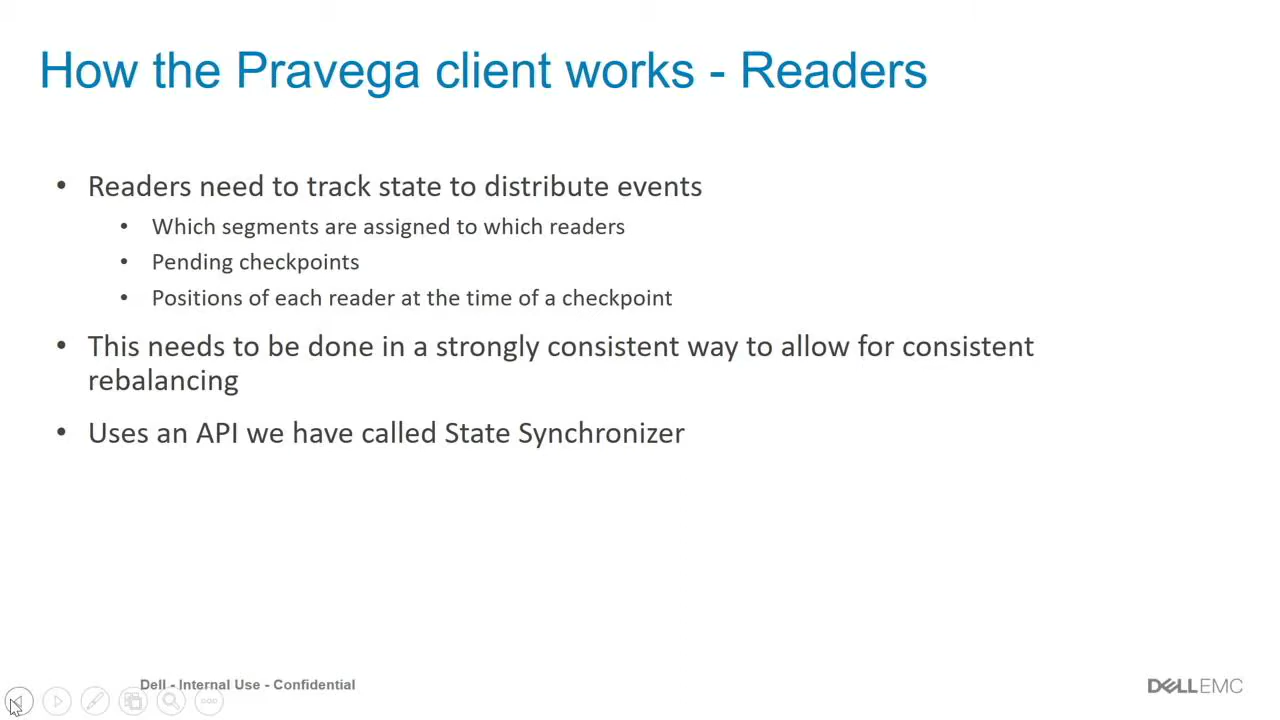 How the Pravega client works - Readers
• Readers need to track state to distribute events
• Which segments are assigned to which readers
• Pending checkpoints
• Positions of each reader at the time of a checkpoint
• This needs to be done in a strongly consistent way to allow for consistent
rebalancing
• Uses an API we have called State Synchronizer
Dell - Internal Use - Confidential
DELLEMC